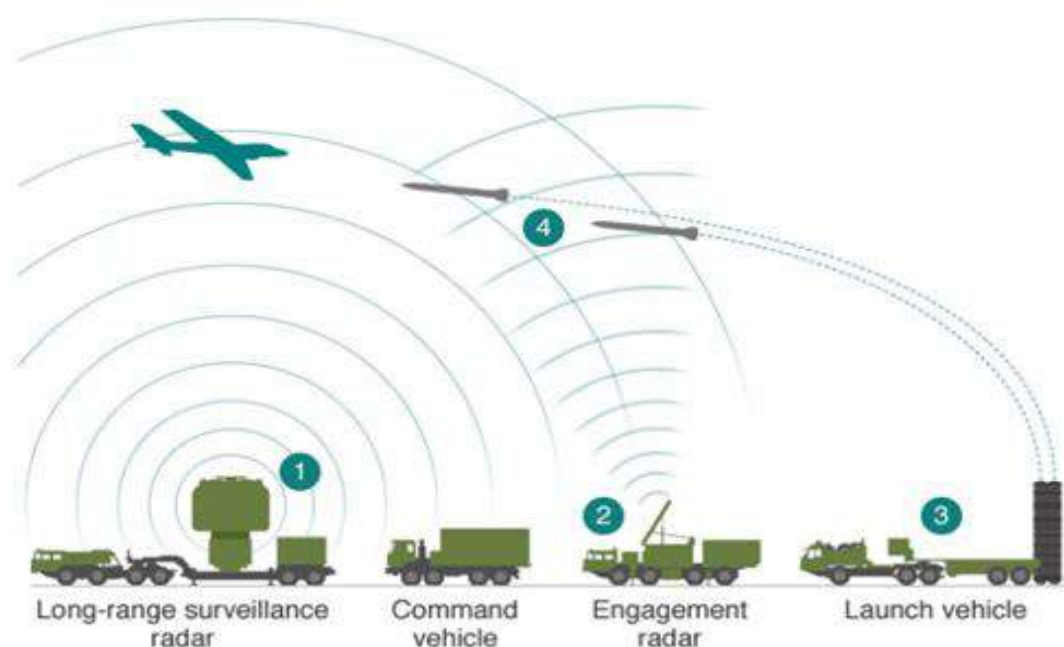 4
1
2
3
Long-range surveillance
radar
Command
vehicle
Engagement
radar
Launch vehicle